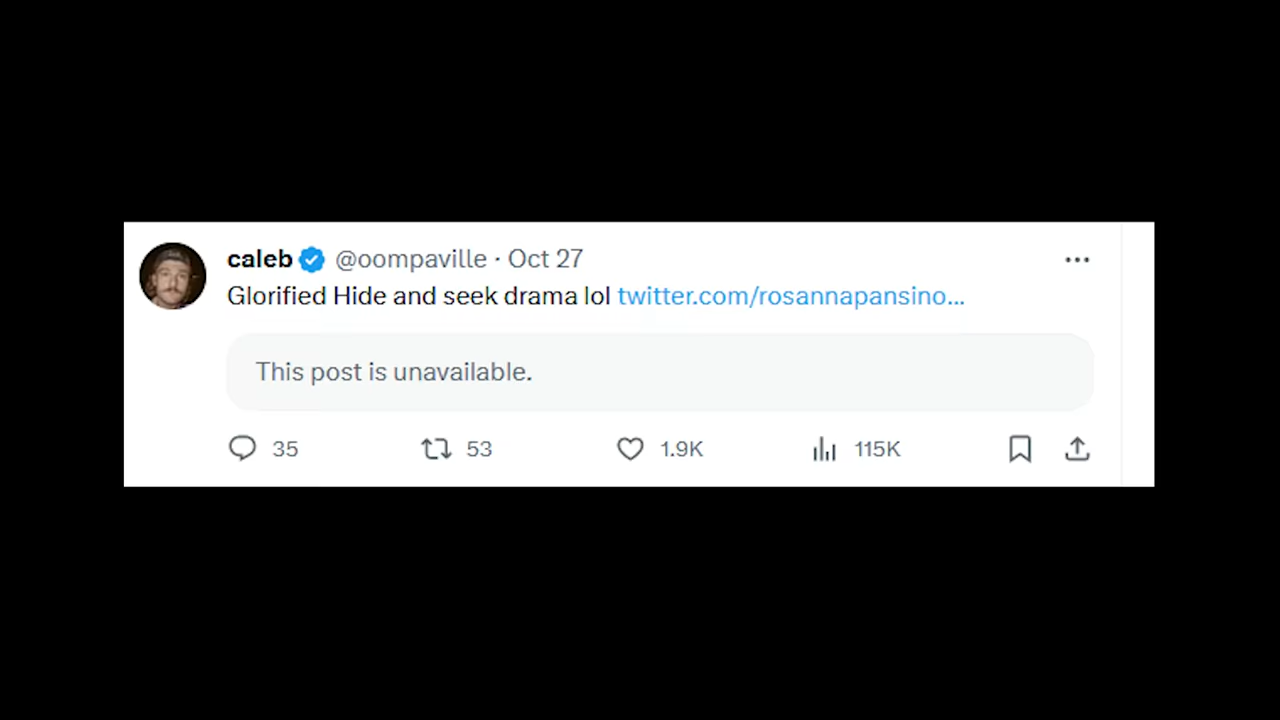 caleb @oompaville · Oct 27
Glorified Hide and seek drama lol twitter.com/rosannapansino...
This post is unavailable.
35 53 1.9K 115K